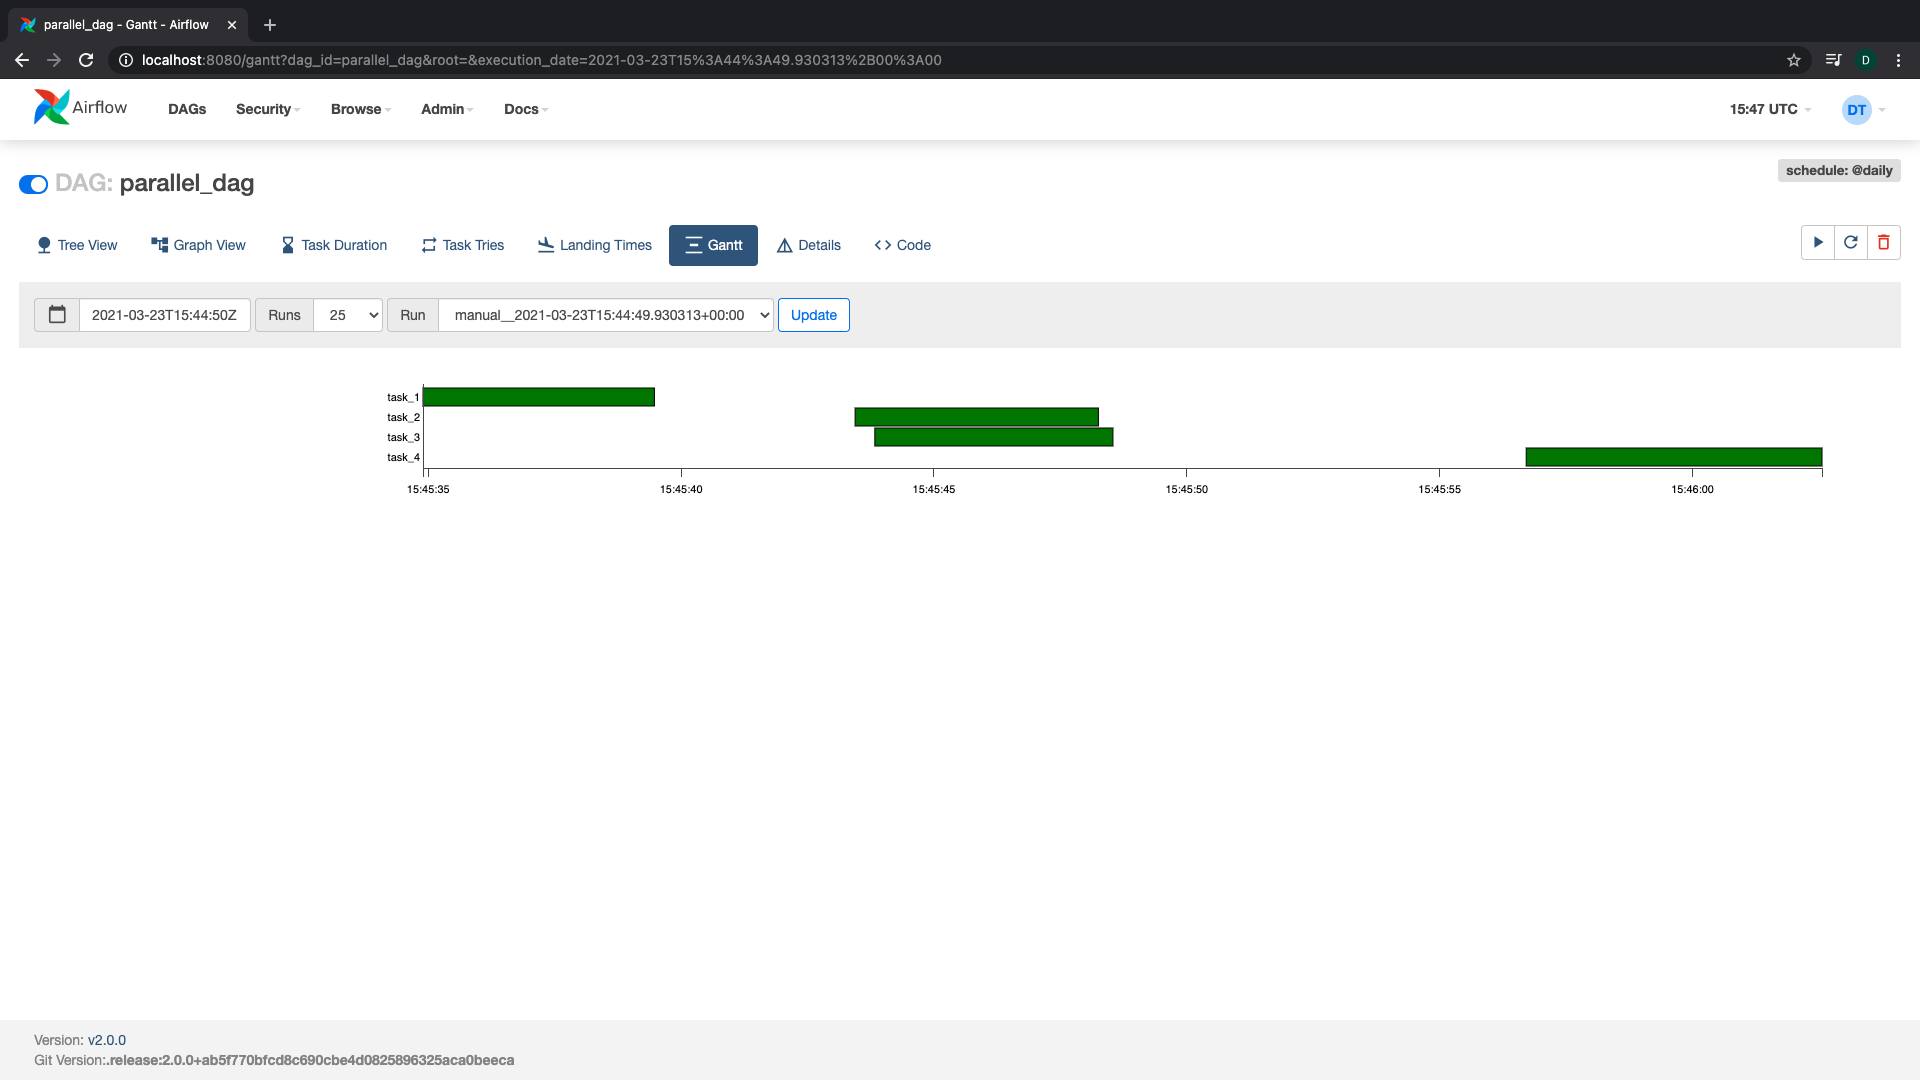 parallel_dag - Gantt - Airflow
localhost:8080/gantt?dag_id=parallel_dag&root=&execution_date=2021-03-23T15%3A44%3A49.930313%2B00%3A00
D
Airflow DAGs Security Browse Admin Docs 15:47 UTC DT
schedule: @daily
DAG: parallel_dag
Tree View Graph View Task Duration Task Tries Landing Times Gantt Details Code
2021-03-23T15:44:50Z Runs 25 Run manual__2021-03-23T15:44:49.930313+00:00 Update
task_1
task_2
task_3
task_4
15:45:35 15:45:40 15:45:45 15:45:50 15:45:55 15:46:00
Version: v2.0.0
Git Version:.release:2.0.0+ab5f770bfcd8c690cbe4d0825896325aca0beeca